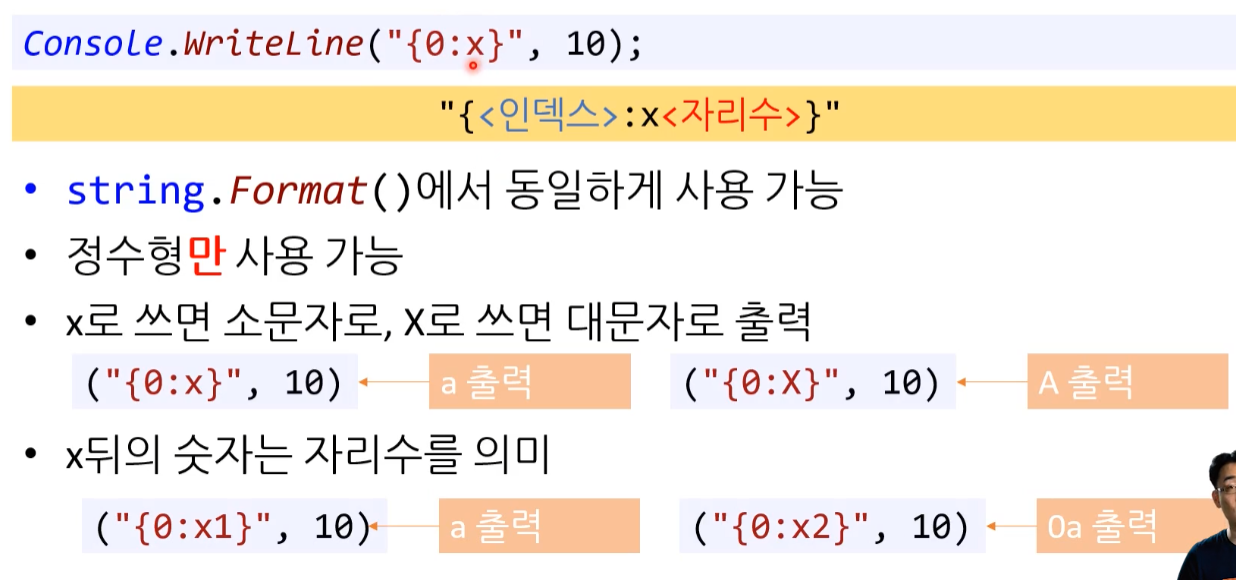 Console.WriteLine("{0:x}", 10);
"{<인덱스>:x<자리수>}"
• string.Format()에서 동일하게 사용 가능
• 정수형만 사용 가능
• x로 쓰면 소문자로, X로 쓰면 대문자로 출력
("{0:x}", 10) a 출력 ("{0:X}", 10) A 출력
• x뒤의 숫자는 자리수를 의미
("{0:x1}", 10) a 출력 ("{0:x2}", 10) 0a 출력